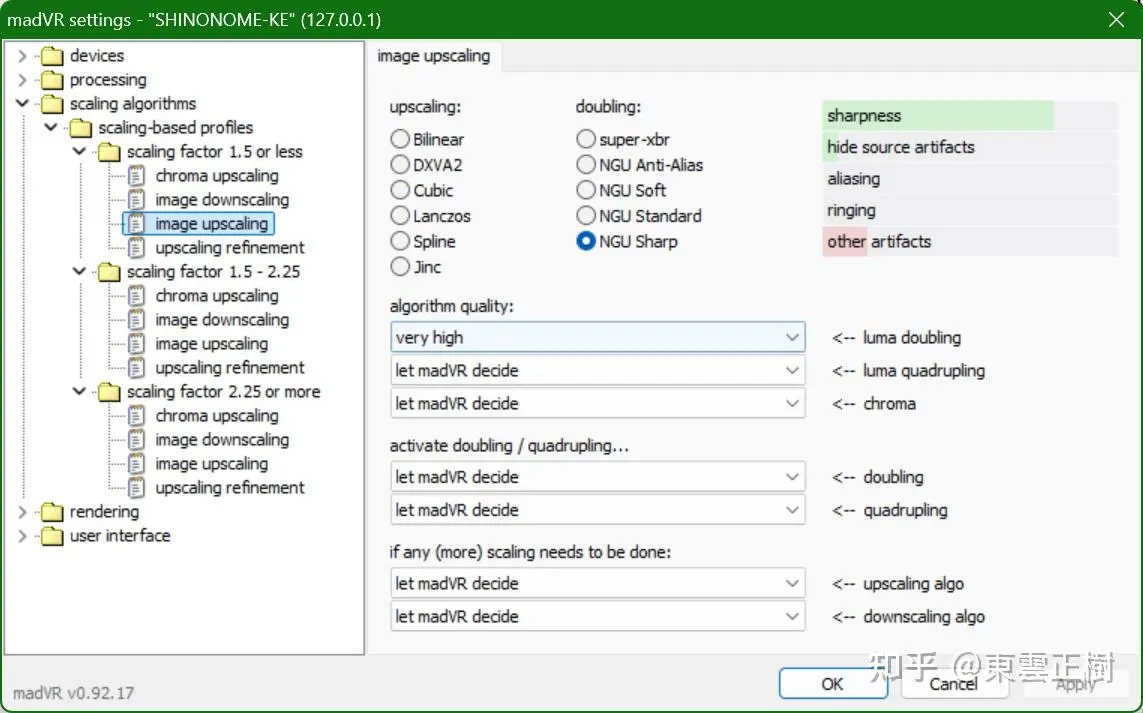 madVR settings - "SHINONOME-KE" (127.0.0.1)
devices
processing
scaling algorithms
scaling-based profiles
scaling factor 1.5 or less
chroma upscaling
image downscaling
image upscaling
upscaling refinement
scaling factor 1.5 - 2.25
chroma upscaling
image downscaling
image upscaling
upscaling refinement
scaling factor 2.25 or more
chroma upscaling
image downscaling
image upscaling
upscaling refinement
rendering
user interface
image upscaling
upscaling:
Bilinear
DXVA2
Cubic
Lanczos
Spline
Jinc
doubling:
super-xbr
NGU Anti-Alias
NGU Soft
NGU Standard
NGU Sharp
sharpness
hide source artifacts
aliasing
ringing
other artifacts
algorithm quality:
very high <-- luma doubling
let madVR decide <-- luma quadrupling
let madVR decide <-- chroma
activate doubling / quadrupling...
let madVR decide <-- doubling
let madVR decide <-- quadrupling
if any (more) scaling needs to be done:
let madVR decide <-- upscaling algo
let madVR decide <-- downscaling algo
madVR v0.92.17
OK Cancel Apply
知乎 @東雲正樹